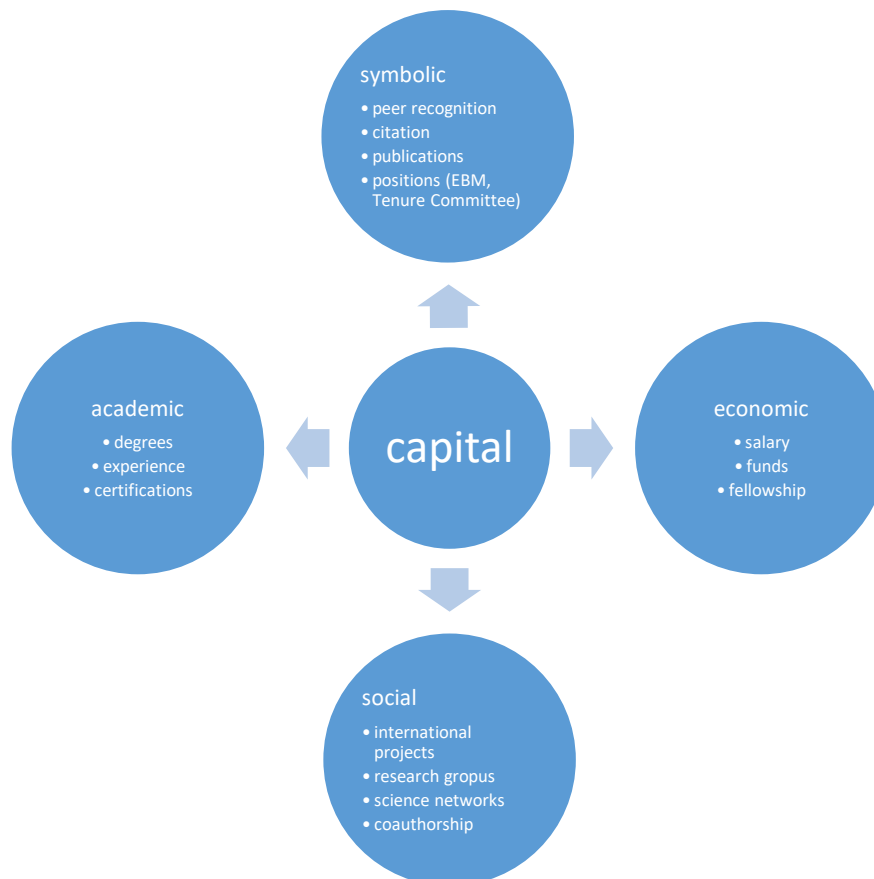 symbolic
• peer recognition
• citation
• publications
• positions (EBM,
Tenure Committee)
academic
• degrees
• experience
• certifications
capital
economic
• salary
• funds
• fellowship
social
• international
projects
• research gropus
• science networks
• coauthorship